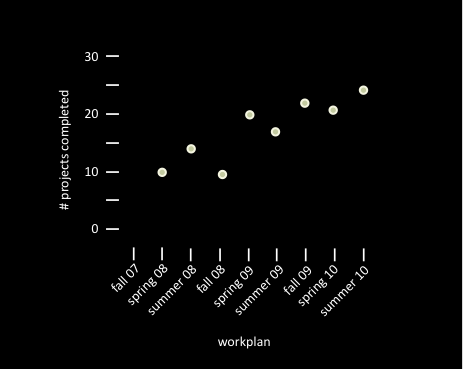 30
20
10
0
# projects completed
fall 07
spring 08
summer 08
fall 08
spring 09
summer 09
fall 09
spring 10
summer 10
workplan